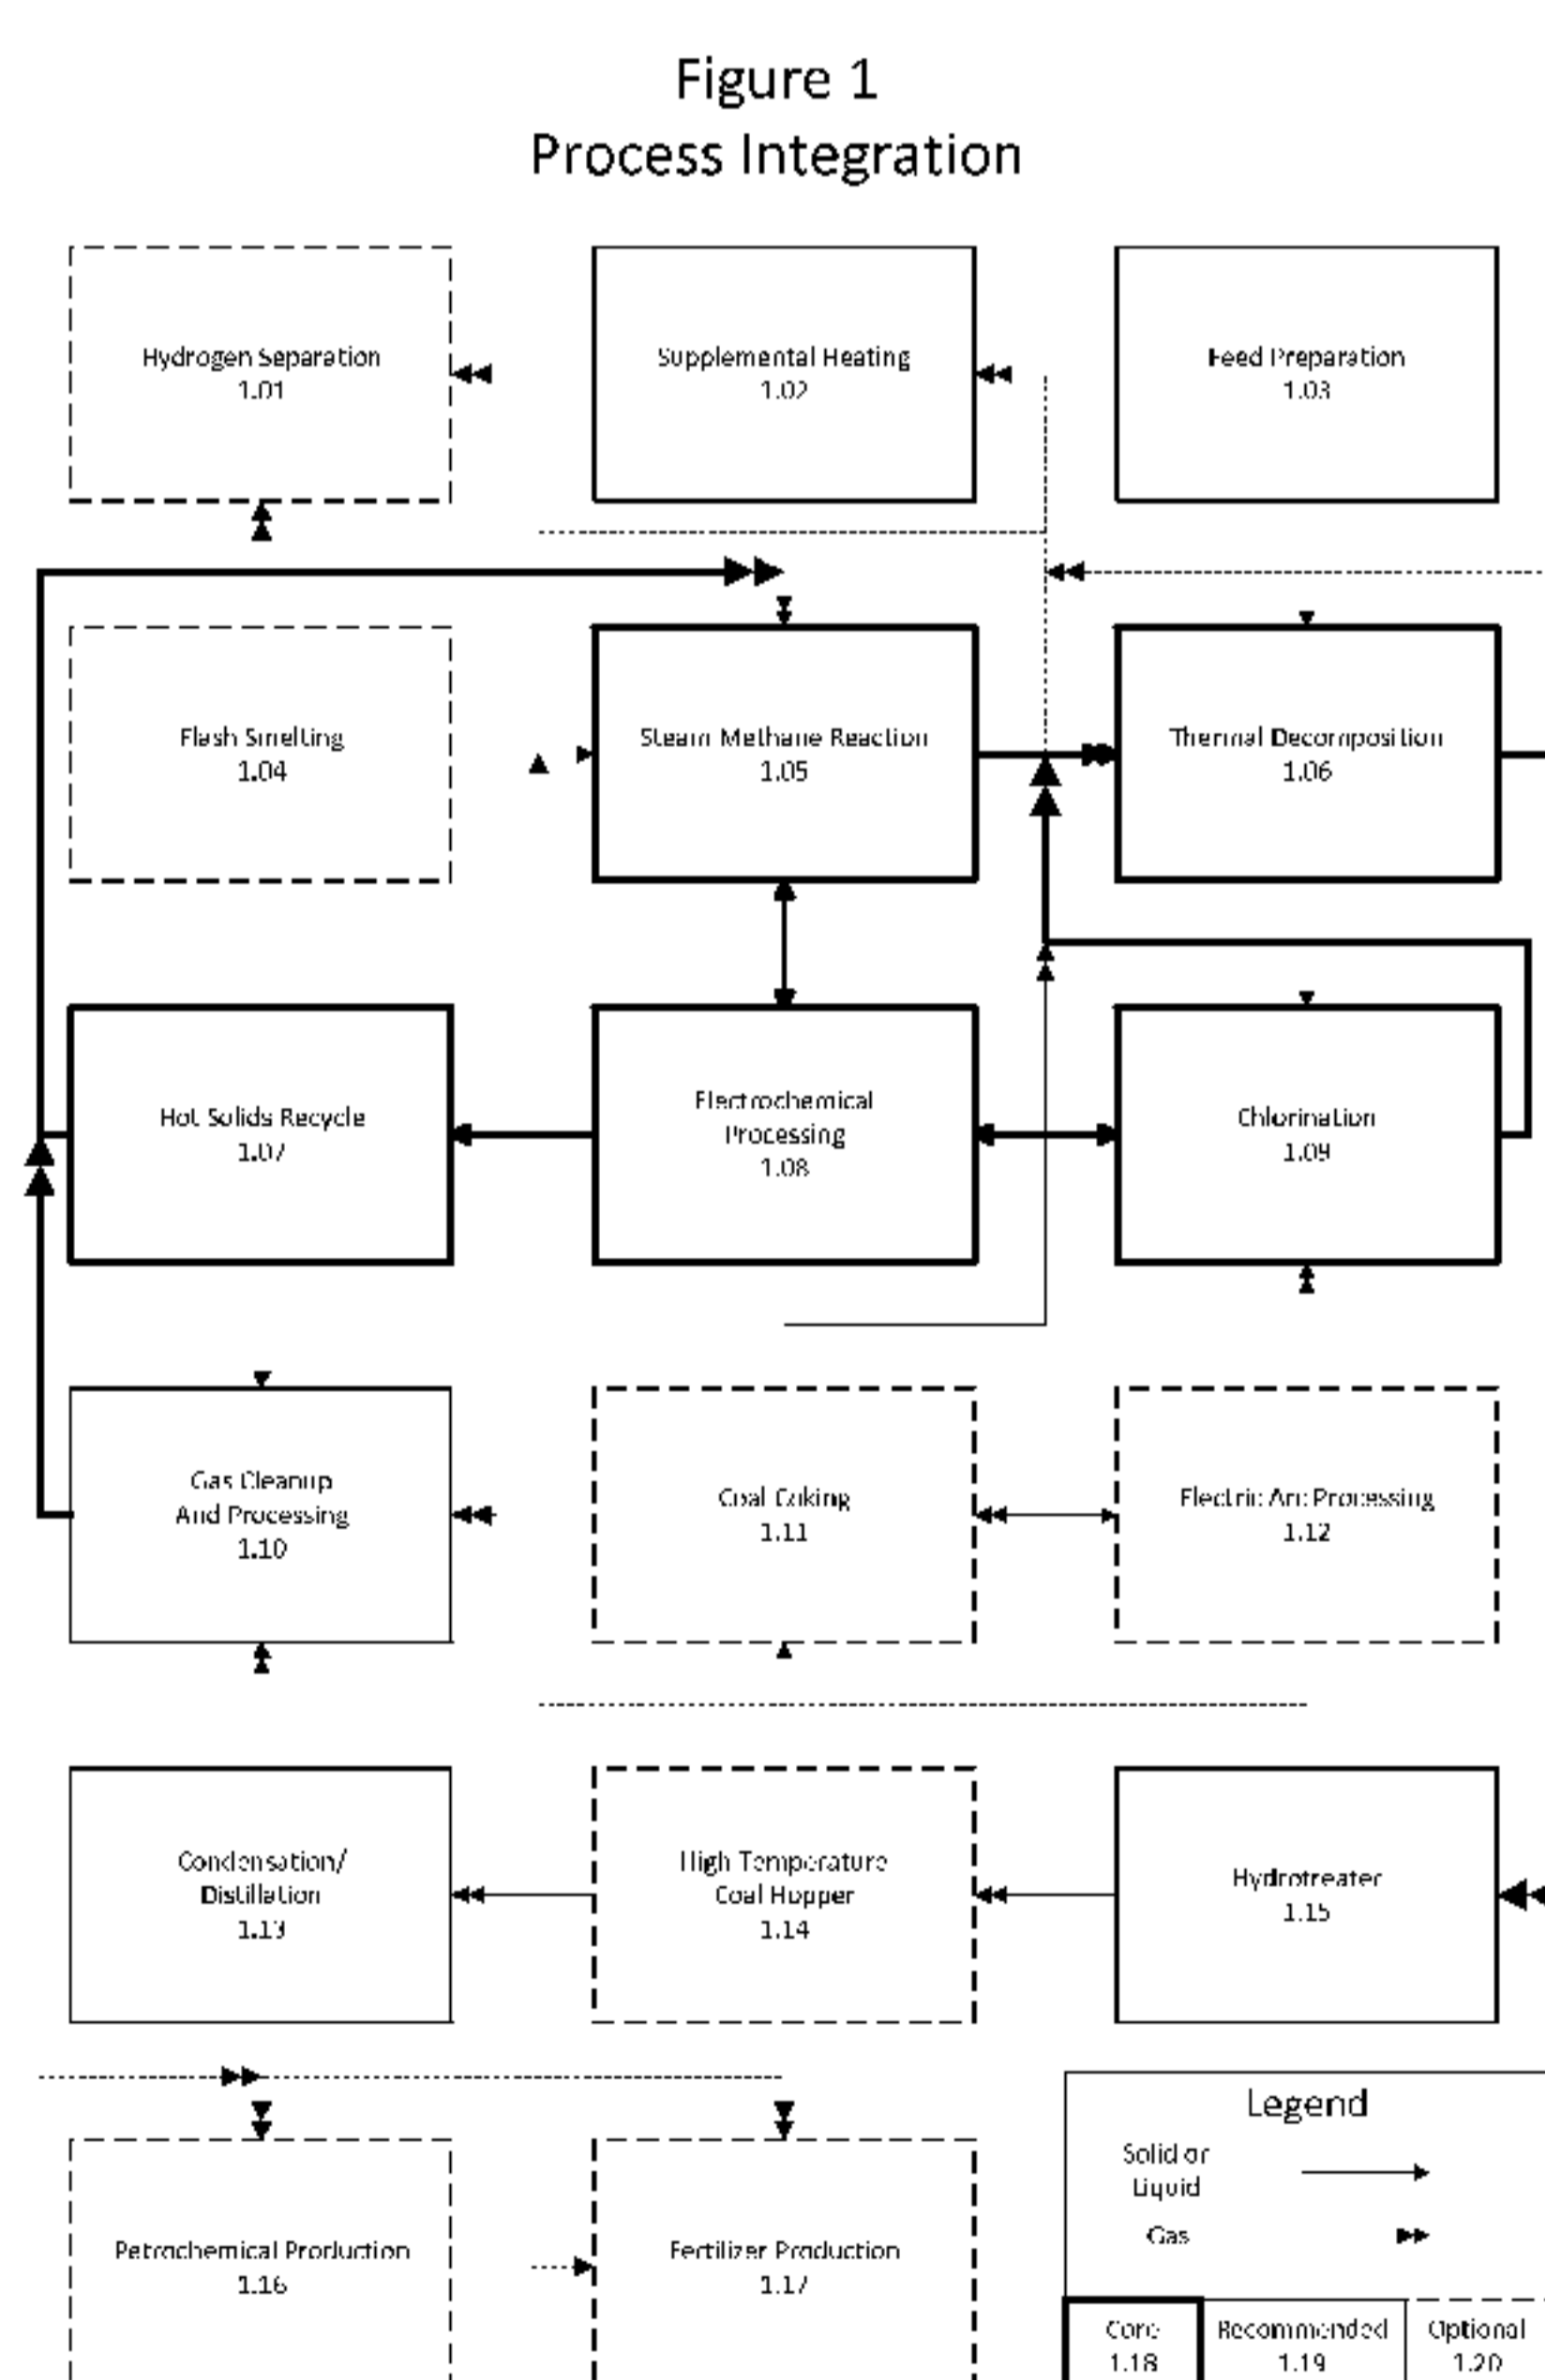 Figure 1
Process Integration
Hydrogen Separation
1.01
Supplemental Heating
1.02
Feed Preparation
1.03
Flash Smelting
1.04
Steam Methane Reaction
1.05
Thermal Decomposition
1.06
Hot Solids Recycle
1.07
Electrochemical
Processing
1.08
Chlorination
1.09
Gas Cleanup
And Processing
1.10
Coal Coking
1.11
Electric Arc Processing
1.12
Condensation/
Distillation
1.13
High Temperature
Coal Hopper
1.14
Hydrotreater
1.15
Petrochemical Production
1.16
Fertilizer Production
1.17
Legend
Solid or
Liquid
Gas
Core
1.18
Recommended
1.19
Optional
1.20